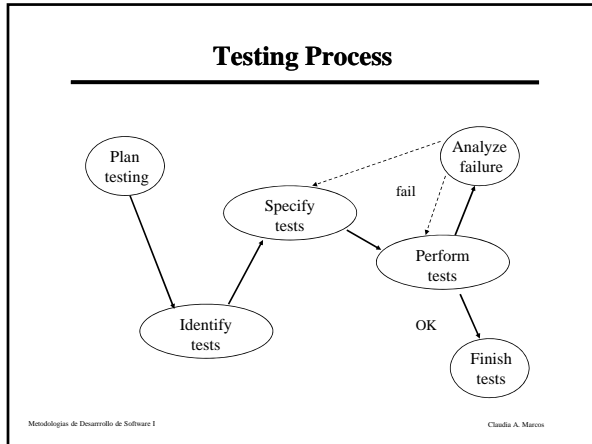 Testing Process
Plan
testing
Analyze
failure
Specify
tests
fail
Perform
tests
Identify
tests
OK
Finish
tests
Metodologias de Desarrollo de Software I
Claudia A. Marcos